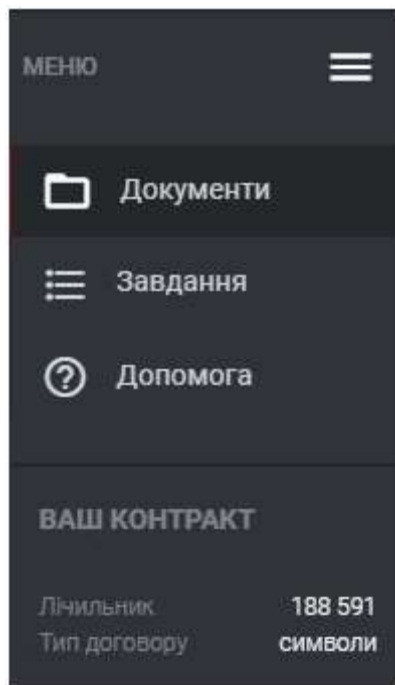 МЕНЮ
Документи
Завдання
Допомога
ВАШ КОНТРАКТ
Лічильник 188 591
Тип договору символи